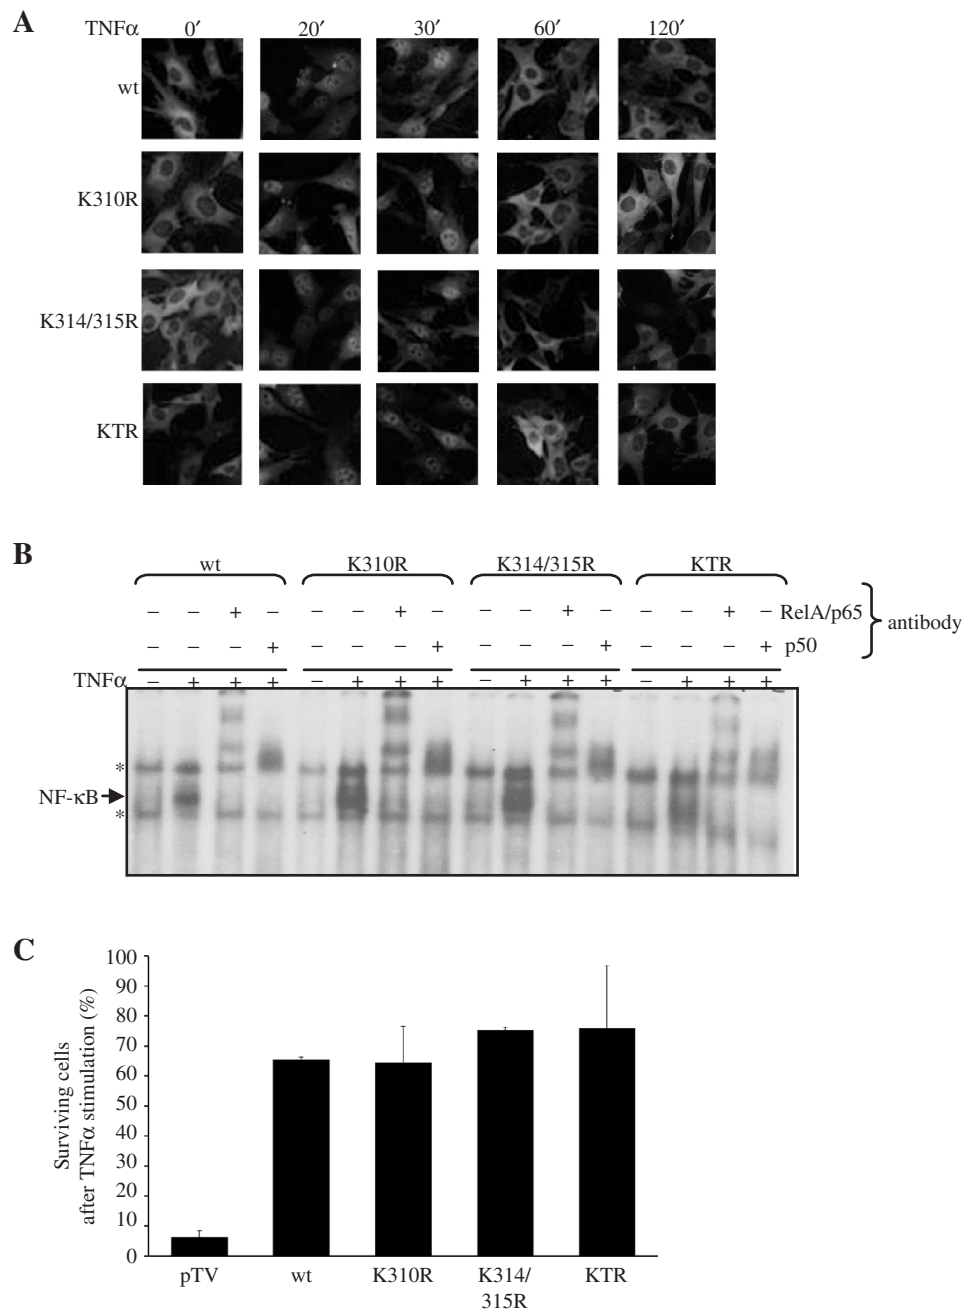 A
TNFα 0′ 20′ 30′ 60′ 120′
wt
K310R
K314/315R
KTR
B
wt K310R K314/315R KTR
− − + − − − + − − − + − − − + − RelA/p65
− − − + − − − + − − − + − − − + p50
antibody
TNFα − + + + − + + + − + + + − + + +
*
NF-κB
*
C
Surviving cells
after TNFα stimulation (%)
100
90
80
70
60
50
40
30
20
10
0
pTV wt K310R K314/ KTR
315R